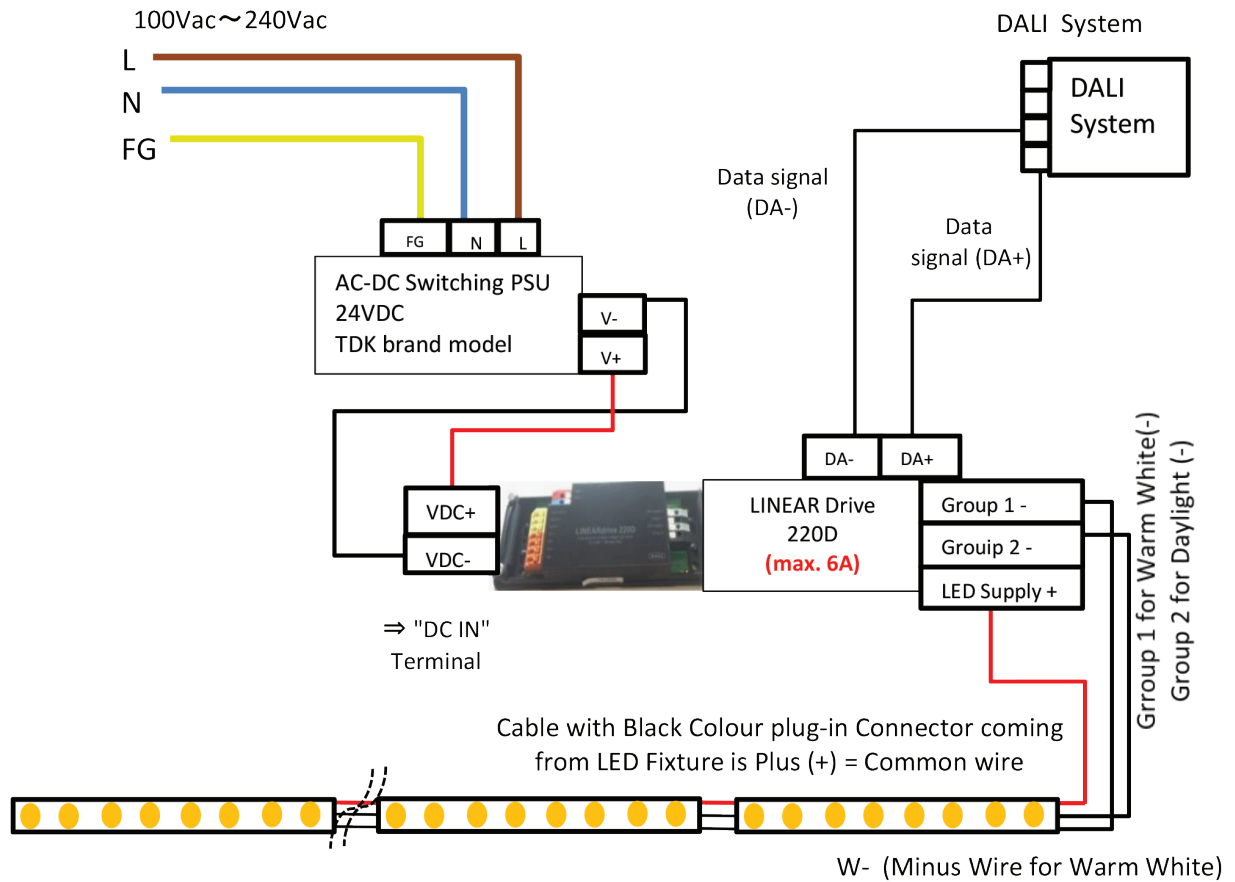 100Vac～240Vac
DALI System
L
N
FG
DALI
System
Data signal
(DA-)
Data
signal (DA+)
FG
N
L
AC-DC Switching PSU
24VDC
TDK brand model
V-
V+
DA-
DA+
VDC+
VDC-
LINEARdrive 220D
LINEAR Drive
220D
(max. 6A)
Group 1 -
Grouip 2 -
LED Supply +
Grroup 1 for Warm White(-)
Group 2 for Daylight (-)
⇒ "DC IN"
Terminal
Cable with Black Colour plug-in Connector coming
from LED Fixture is Plus (+) = Common wire
W- (Minus Wire for Warm White)